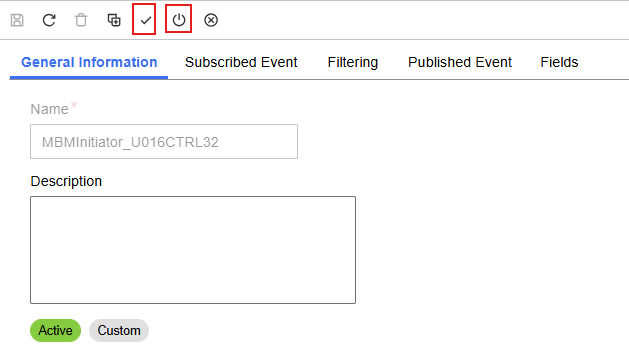 General Information Subscribed Event Filtering Published Event Fields
Name*
MBMInitiator_U016CTRL32
Description
Active Custom